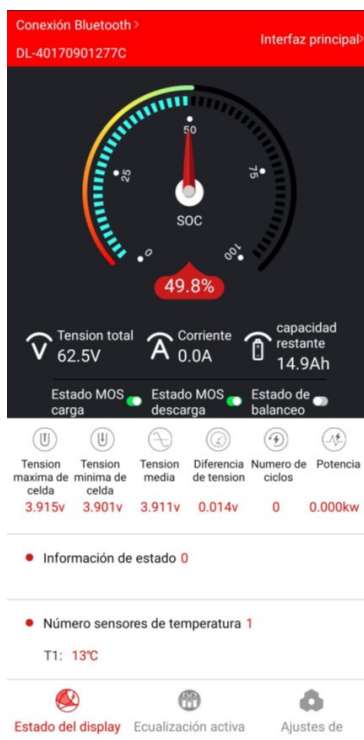 Conexión Bluetooth >
Interfaz principal>
DL-40170901277C
50
25
75
SOC
0
100
49.8%
Tension total
62.5V
Corriente
0.0A
capacidad
restante
14.9Ah
Estado MOS
carga
Estado MOS
descarga
Estado de
balanceo
Tension
maxima de
celda
Tension
minima de
celda
Tension
media
Diferencia
de tension
Numero de
ciclos
Potencia
3.915v
3.901v
3.911v
0.014v
0
0.000kw
Información de estado 0
Número sensores de temperatura 1
T1: 13℃
Estado del display
Ecualización activa
Ajustes de